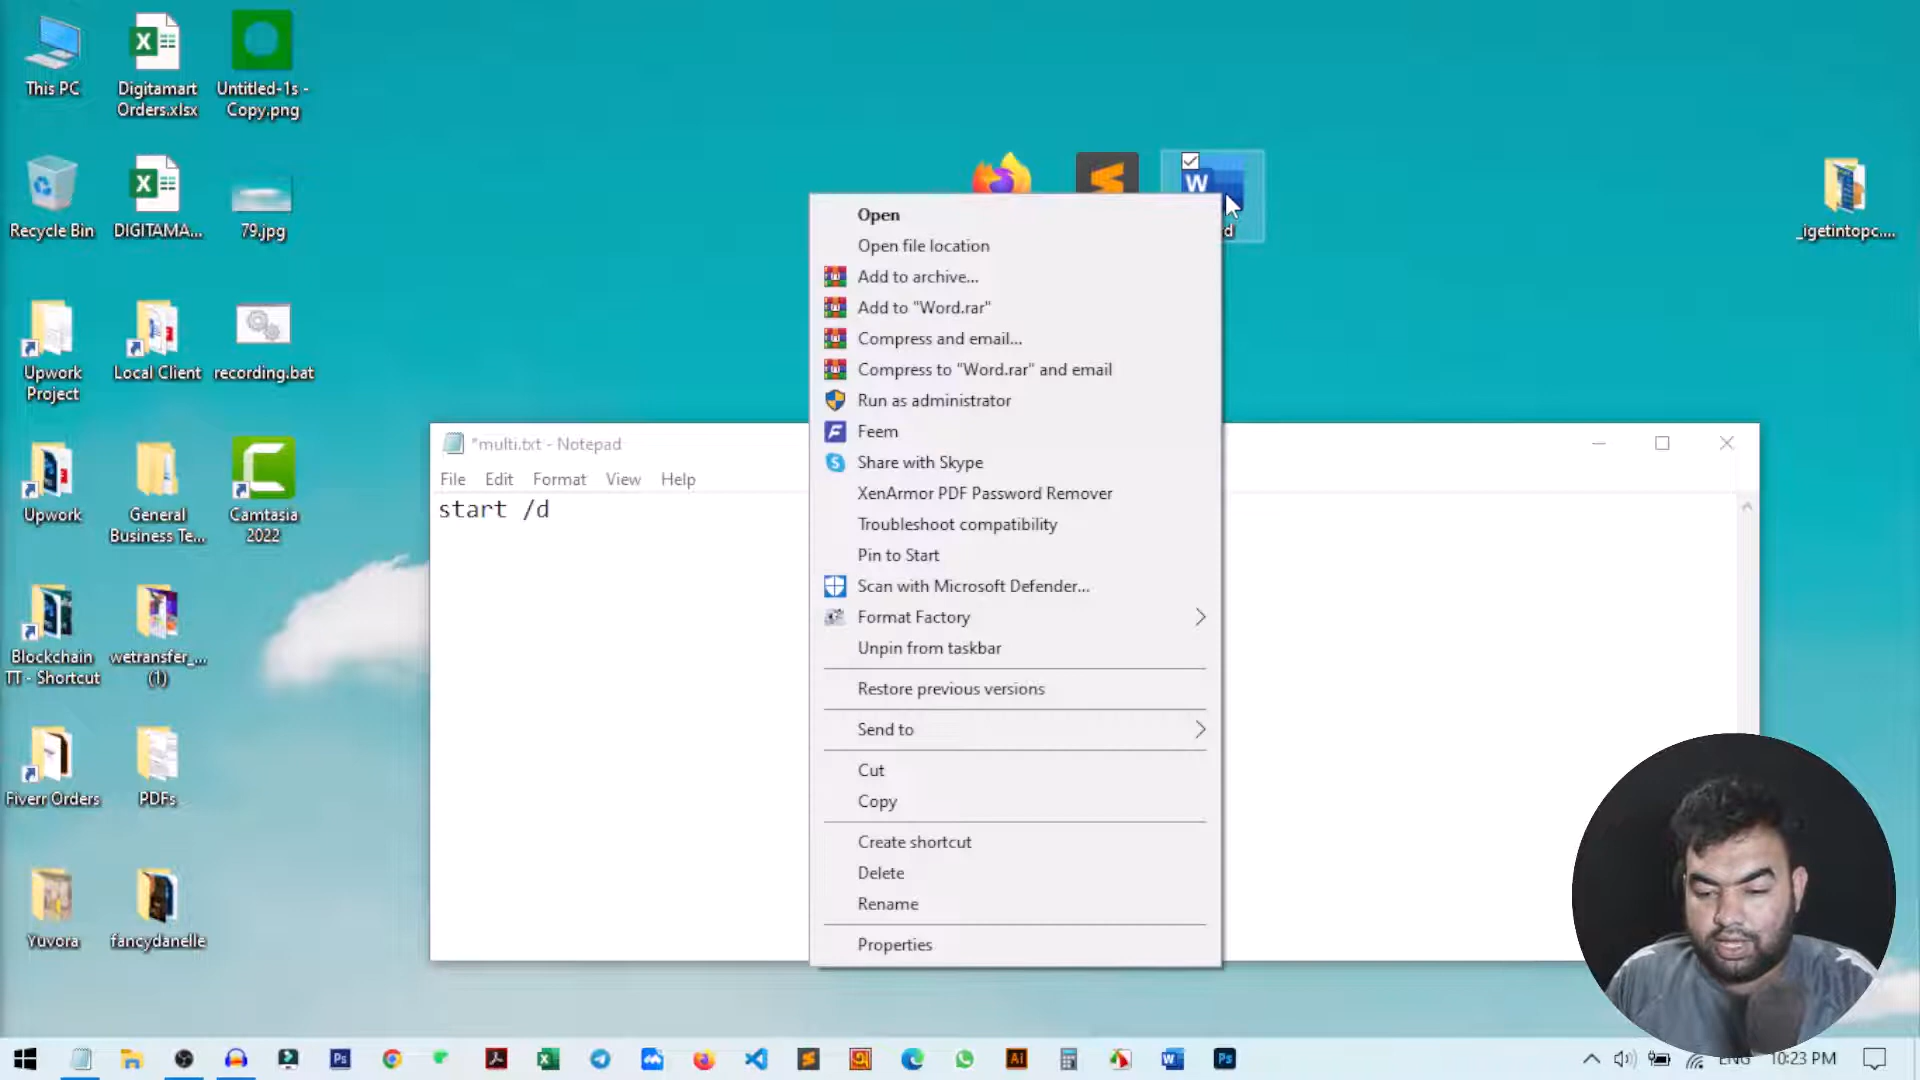 This PC
Digitamart
Orders.xlsx
Untitled-1s -
Copy.png
Recycle Bin
DIGITAMA...
79.jpg
_igetintopc....
Upwork
Project
Local Client
recording.bat
Upwork
General
Business Te...
Camtasia
2022
Blockchain
TT - Shortcut
wetransfer_...
(1)
Fiverr Orders
PDFs
Yuvora
fancydanelle
W
Open
Open file location
Add to archive...
Add to "Word.rar"
Compress and email...
Compress to "Word.rar" and email
Run as administrator
Feem
Share with Skype
XenArmor PDF Password Remover
Troubleshoot compatibility
Pin to Start
Scan with Microsoft Defender...
Format Factory
Unpin from taskbar
Restore previous versions
Send to
Cut
Copy
Create shortcut
Delete
Rename
Properties
*multi.txt - Notepad
File Edit Format View Help
start /d
ENG 10:23 PM